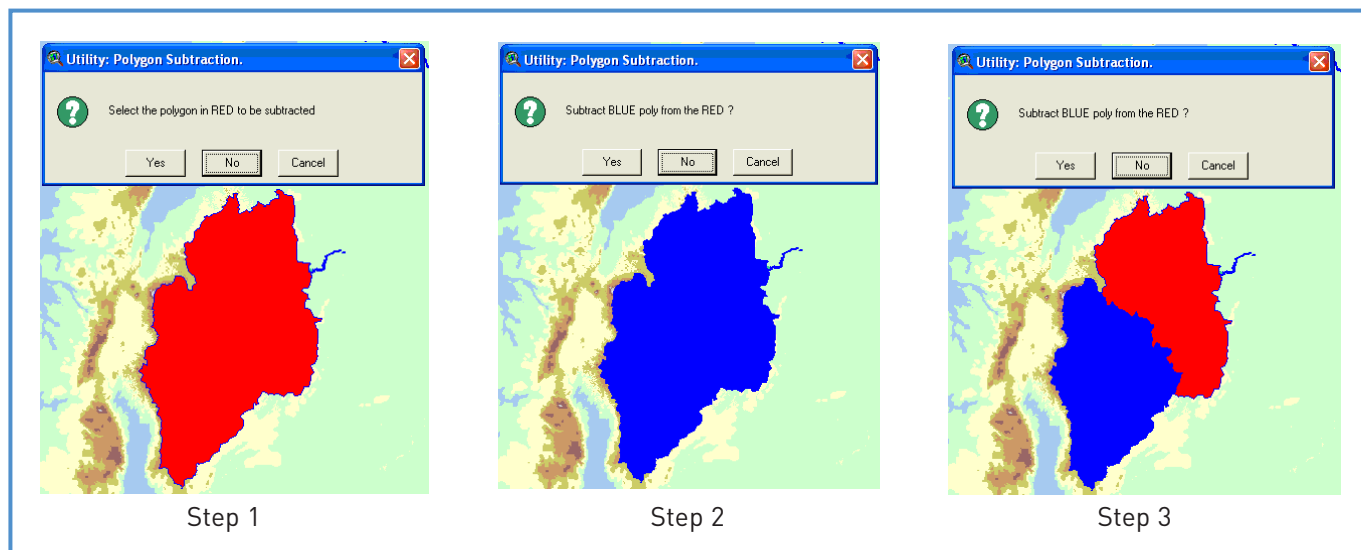 Utility: Polygon Subtraction.
Select the polygon in RED to be subtracted
Yes No Cancel
Step 1
Utility: Polygon Subtraction.
Subtract BLUE poly from the RED ?
Yes No Cancel
Step 2
Utility: Polygon Subtraction.
Subtract BLUE poly from the RED ?
Yes No Cancel
Step 3